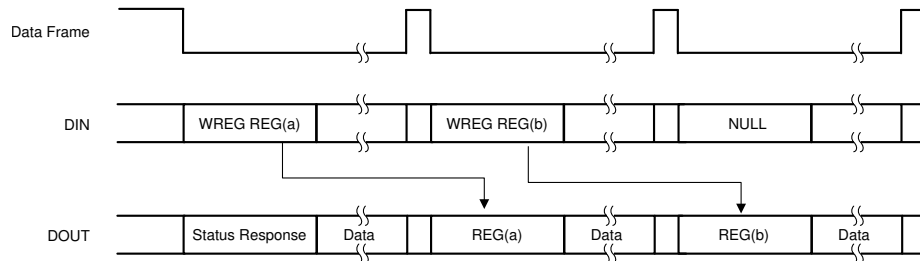 Data Frame
DIN
WREG REG(a)
WREG REG(b)
NULL
DOUT
Status Response
Data
REG(a)
Data
REG(b)
Data